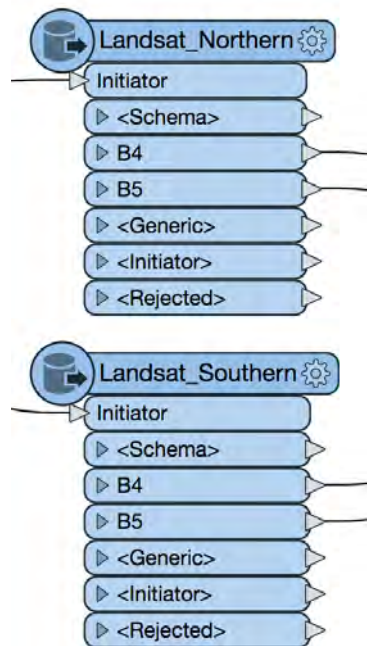 Landsat_Northern
Initiator
<Schema>
B4
B5
<Generic>
<Initiator>
<Rejected>
Landsat_Southern
Initiator
<Schema>
B4
B5
<Generic>
<Initiator>
<Rejected>